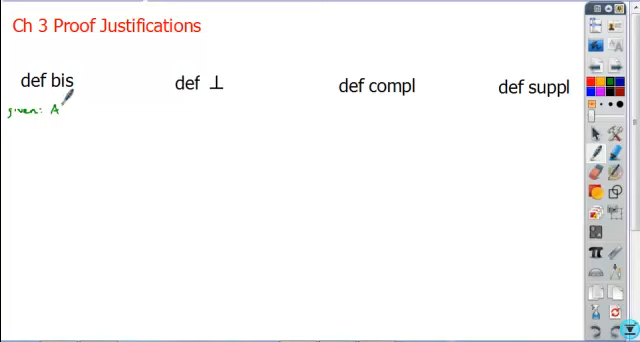 Ch 3 Proof Justifications
def bis def ⊥ def compl def suppl
given: A